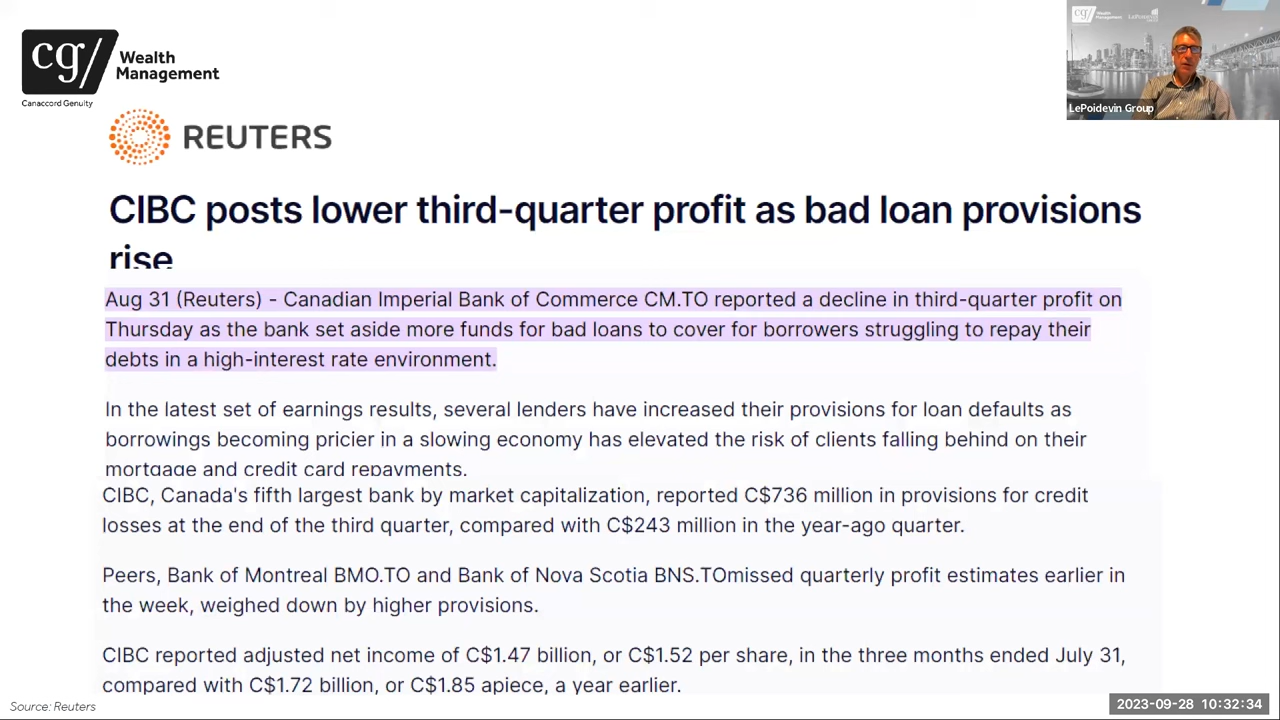 cg/ Wealth
Management
Canaccord Genuity
LePoidevin Group
REUTERS
CIBC posts lower third-quarter profit as bad loan provisions
rise
Aug 31 (Reuters) - Canadian Imperial Bank of Commerce CM.TO reported a decline in third-quarter profit on
Thursday as the bank set aside more funds for bad loans to cover for borrowers struggling to repay their
debts in a high-interest rate environment.
In the latest set of earnings results, several lenders have increased their provisions for loan defaults as
borrowings becoming pricier in a slowing economy has elevated the risk of clients falling behind on their
mortgage and credit card repayments.
CIBC, Canada's fifth largest bank by market capitalization, reported C$736 million in provisions for credit
losses at the end of the third quarter, compared with C$243 million in the year-ago quarter.
Peers, Bank of Montreal BMO.TO and Bank of Nova Scotia BNS.TOmissed quarterly profit estimates earlier in
the week, weighed down by higher provisions.
CIBC reported adjusted net income of C$1.47 billion, or C$1.52 per share, in the three months ended July 31,
compared with C$1.72 billion, or C$1.85 apiece, a year earlier.
Source: Reuters
2023-09-28 10:32:34